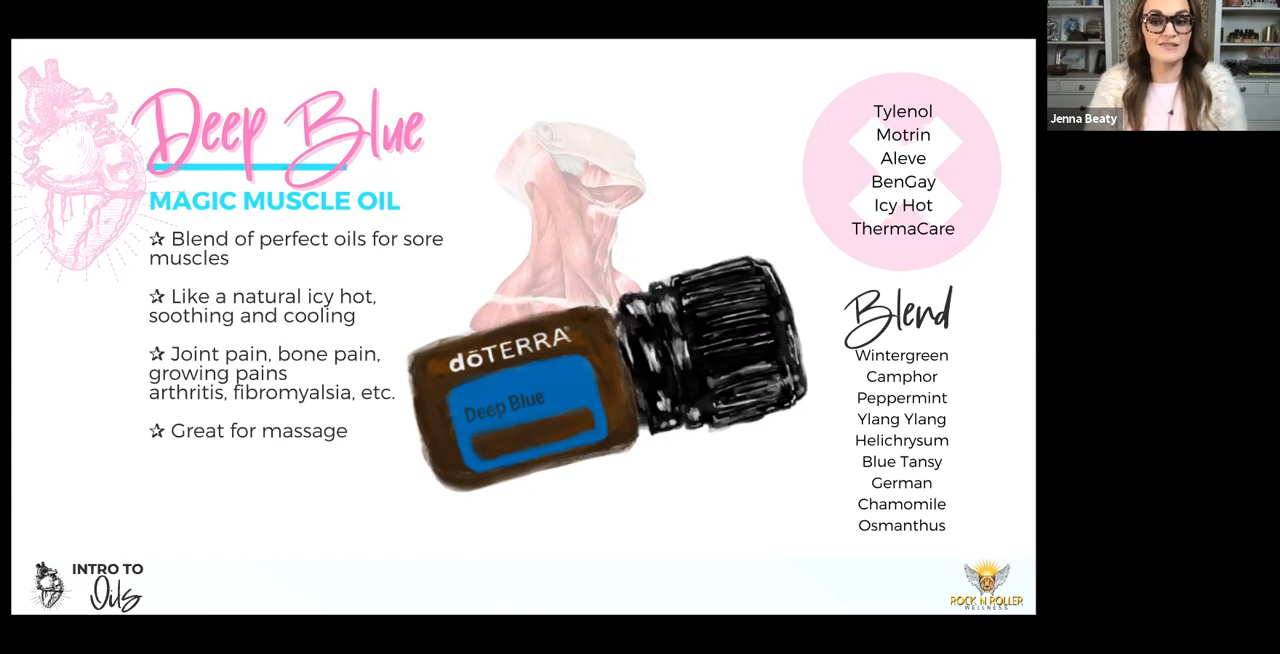 Deep Blue
MAGIC MUSCLE OIL
☆ Blend of perfect oils for sore
muscles
☆ Like a natural icy hot,
soothing and cooling
☆ Joint pain, bone pain,
growing pains
arthritis, fibromyalsia, etc.
☆ Great for massage
dōTERRA
Deep Blue
Tylenol
Motrin
Aleve
BenGay
Icy Hot
ThermaCare
Blend
Wintergreen
Camphor
Peppermint
Ylang Ylang
Helichrysum
Blue Tansy
German
Chamomile
Osmanthus
INTRO TO
Oils
ROCK N ROLLER
WELLNESS
Jenna Beaty